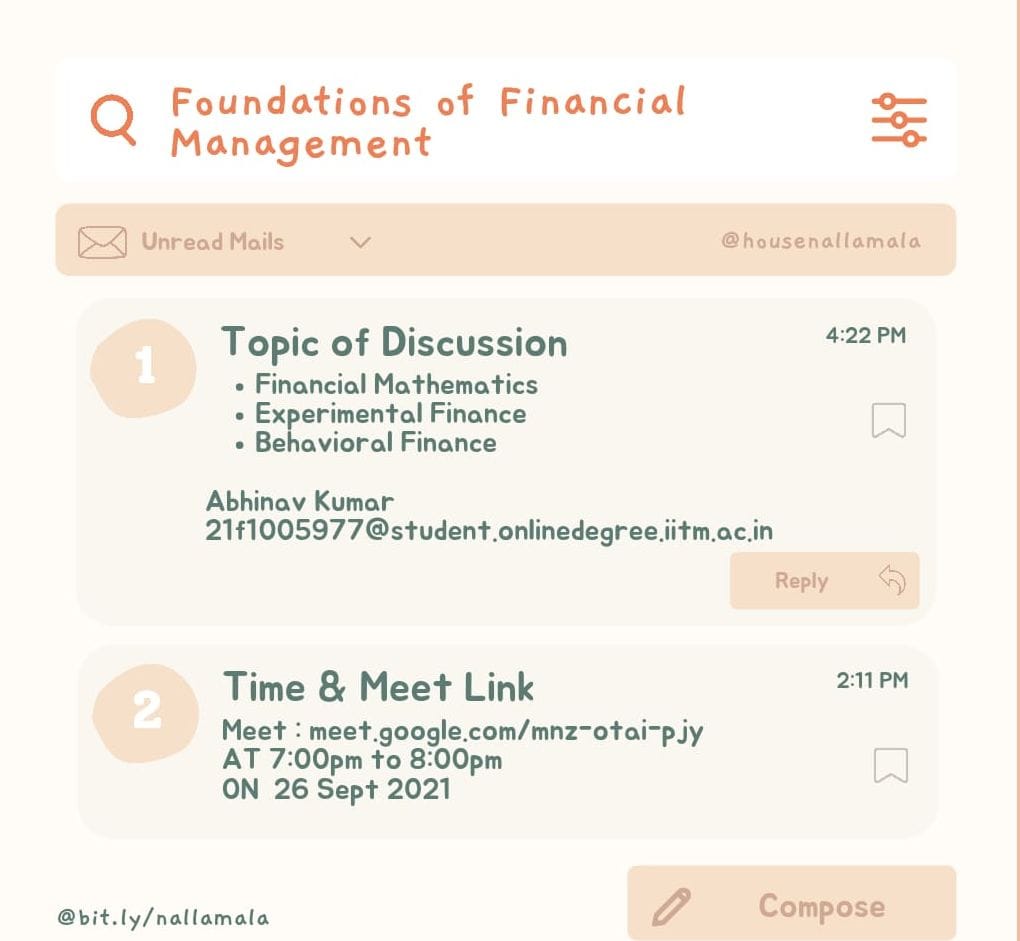 Foundations of Financial
Management
Unread Mails
@housenallamala
1
Topic of Discussion
4:22 PM
• Financial Mathematics
• Experimental Finance
• Behavioral Finance
Abhinav Kumar
21f1005977@student.onlinedegree.iitm.ac.in
Reply
2
Time & Meet Link
2:11 PM
Meet : meet.google.com/mnz-otai-pjy
AT 7:00pm to 8:00pm
ON 26 Sept 2021
@bit.ly/nallamala
Compose